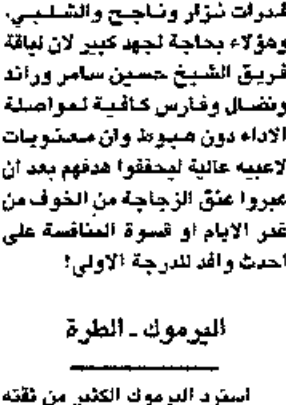 قدرات نزار وناجح والشلبي.
وهؤلاء بحاجة لجهد كبير لان لياقة
فريق الشيخ حسين سامر ورائد
ونضال وفارس كافية لمواصلة
الاداء دون هبوط وان معنويات
لاعبيه عالية ليحققوا هدفهم بعد ان
عبروا عنق الزجاجة من الخوف من
غدر الايام او قسوة المنافسة على
احدث وافد للدرجة الاولى!
اليرموك - الطرة
استرد اليرموك الكثير من ثقته